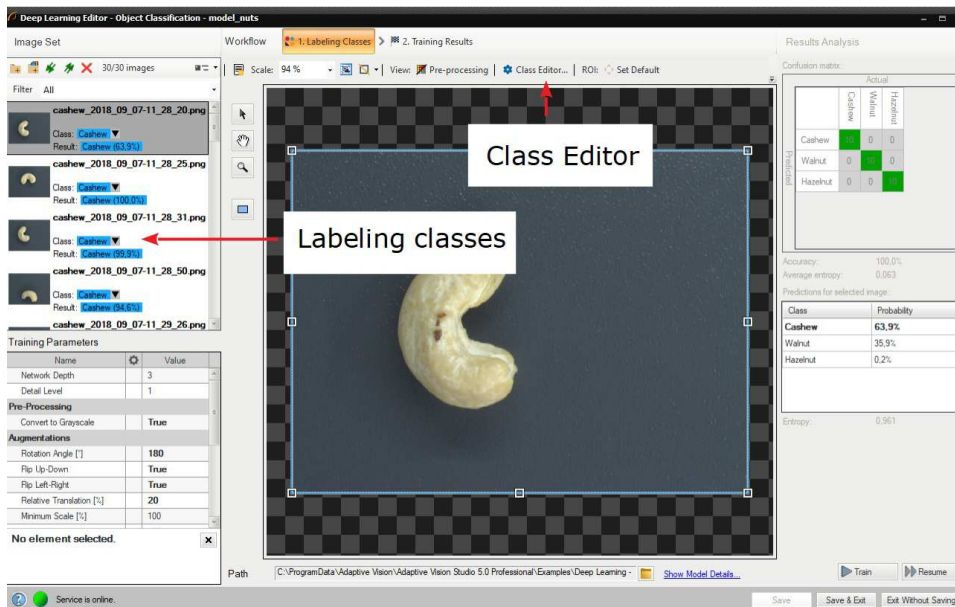 Deep Learning Editor - Object Classification - model_nuts
Image Set
Workflow
1. Labeling Classes
2. Training Results
Results Analysis
30/30 images
Scale: 94 %
View: Pre-processing
Class Editor...
ROI: Set Default
Filter All
cashew_2018_09_07-11_28_20.png
Class: Cashew
Result: Cashew (63,9%)
cashew_2018_09_07-11_28_25.png
Class: Cashew
Result: Cashew (100,0%)
cashew_2018_09_07-11_28_31.png
Class: Cashew
Result: Cashew (99,9%)
cashew_2018_09_07-11_28_50.png
Class: Cashew
Result: Cashew (94,6%)
cashew_2018_09_07-11_29_26.png
Training Parameters
Name Value
Network Depth 3
Detail Level 1
Pre-Processing
Convert to Grayscale True
Augmentations
Rotation Angle [°] 180
Flip Up-Down True
Flip Left-Right True
Relative Translation [%] 20
Minimum Scale [%] 100
No element selected.
Class Editor
Labeling classes
Path C:\ProgramData\Adaptive Vision\Adaptive Vision Studio 5.0 Professional\Examples\Deep Learning -
Show Model Details...
Confusion matrix:
Actual
Cashew Walnut Hazelnut
Predicted
Cashew 10 0 0
Walnut 0 10 0
Hazelnut 0 0 10
Accuracy: 100,0%
Average entropy: 0.063
Predictions for selected image:
Class Probability
Cashew 63,9%
Walnut 35,9%
Hazelnut 0,2%
Entropy: 0.961
Train
Resume
Service is online.
Save
Save & Exit
Exit Without Saving